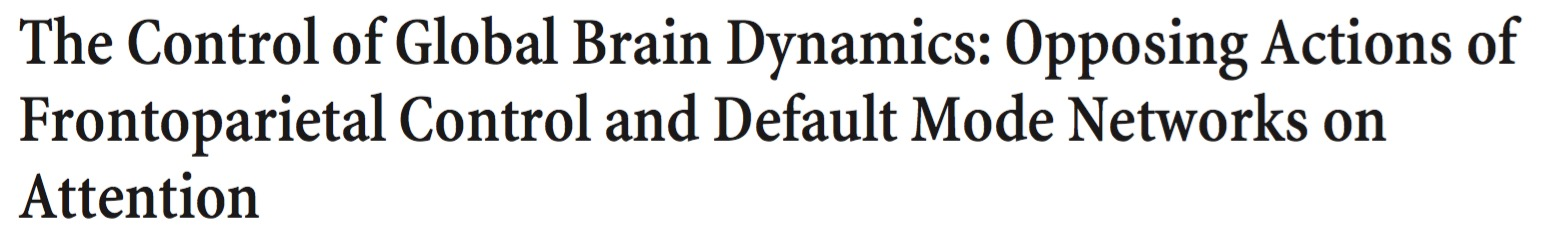 The Control of Global Brain Dynamics: Opposing Actions of
Frontoparietal Control and Default Mode Networks on
Attention